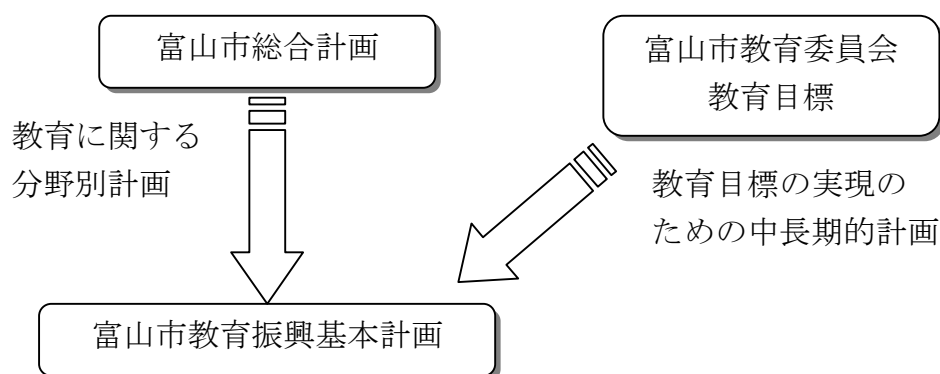 富山市総合計画
富山市教育委員会
教育目標
教育に関する
分野別計画
教育目標の実現の
ための中長期的計画
富山市教育振興基本計画